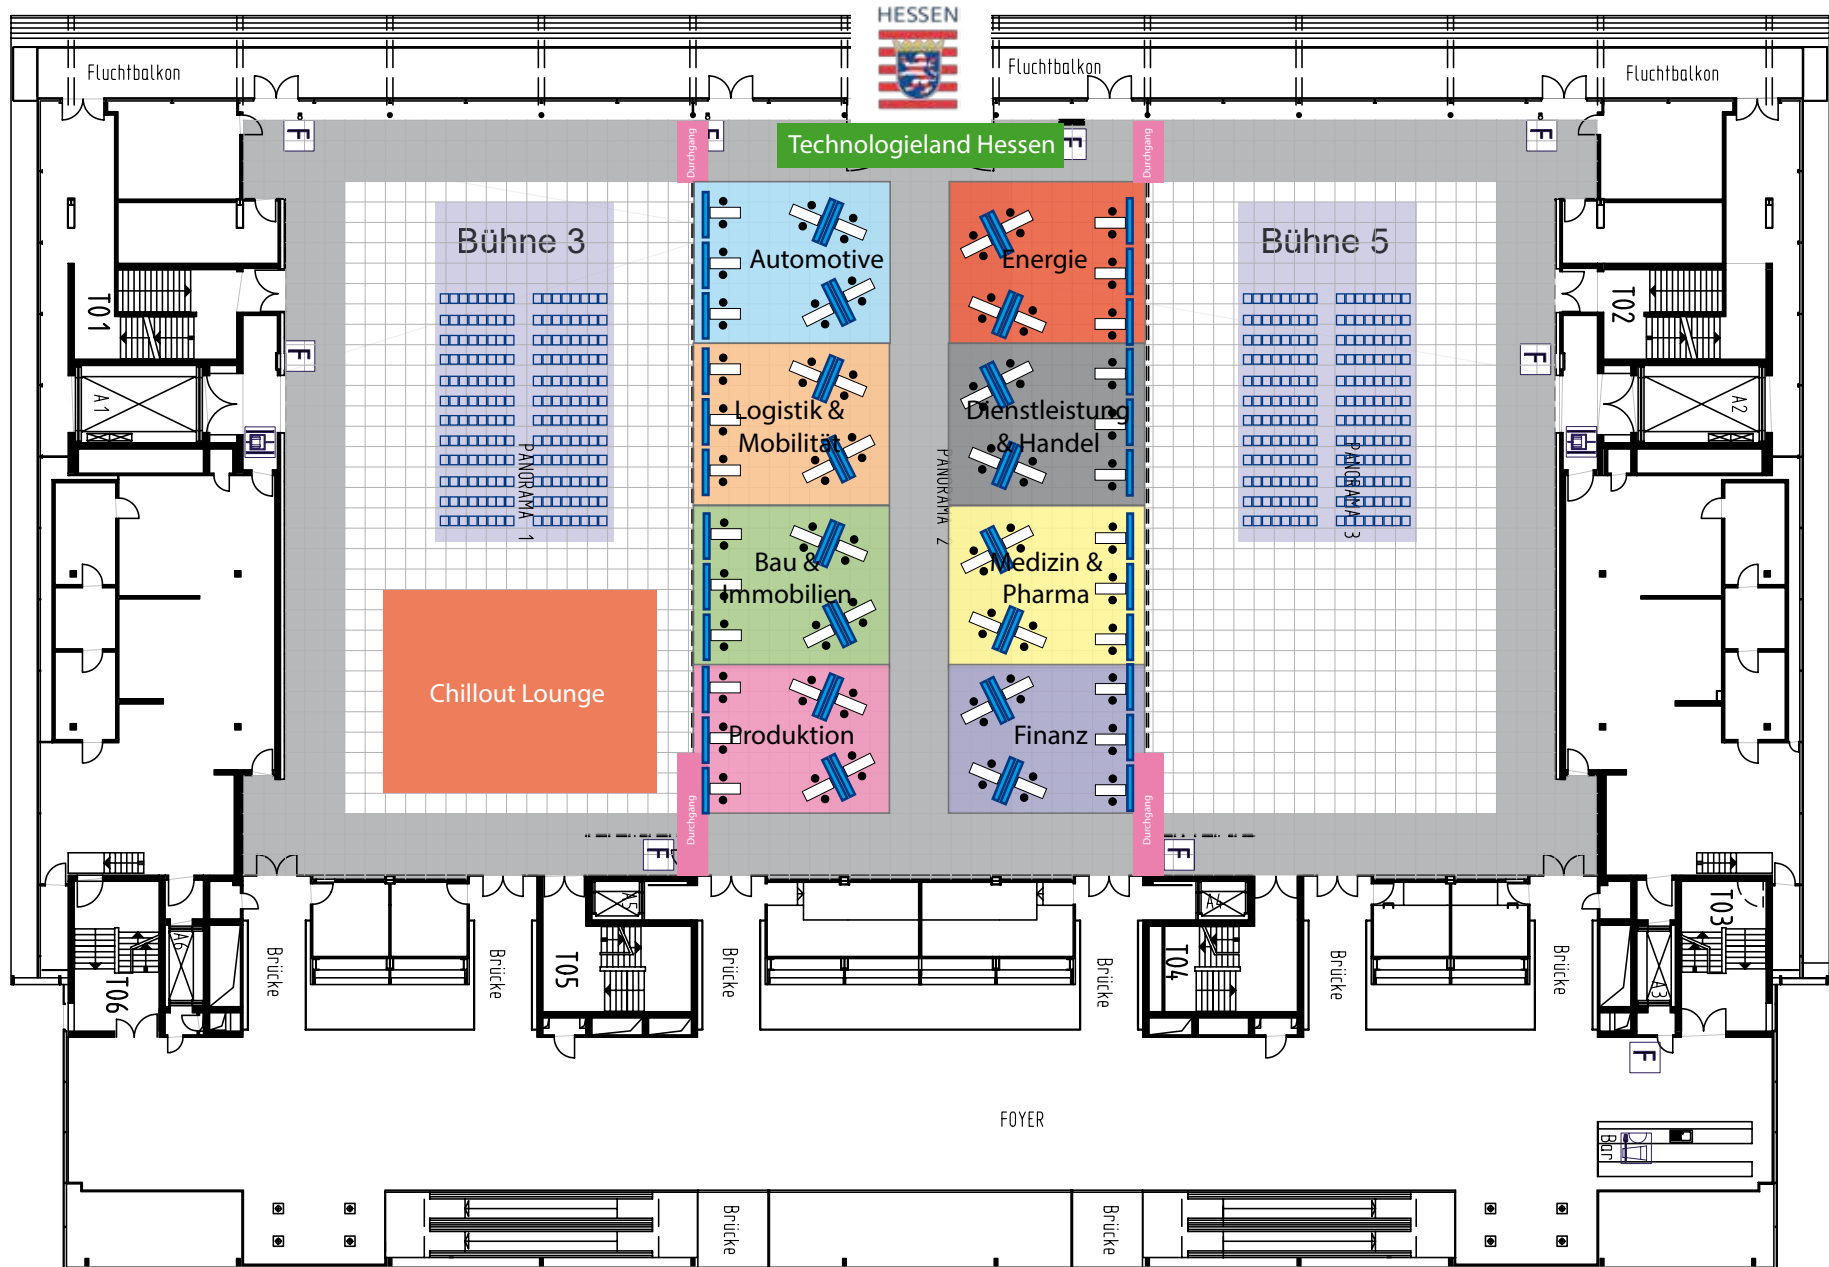 HESSEN
Fluchtbalkon
Fluchtbalkon
Fluchtbalkon
F
F
Durchgang
Technologieland Hessen
F
Durchgang
F
Bühne 3
Automotive
Energie
Bühne 5
T01
T02
F
F
A1
A2
Logistik &
Mobilität
Dienstleistung
& Handel
PANORAMA 1
PANORAMA 2
PANORAMA 3
Bau &
Immobilien
Medizin &
Pharma
Chillout Lounge
Produktion
Finanz
Durchgang
Durchgang
F
F
A5
A4
T03
A6
Brücke
Brücke
T05
Brücke
Brücke
T04
Brücke
Brücke
A3
T06
F
FOYER
Bar
Brücke
Brücke